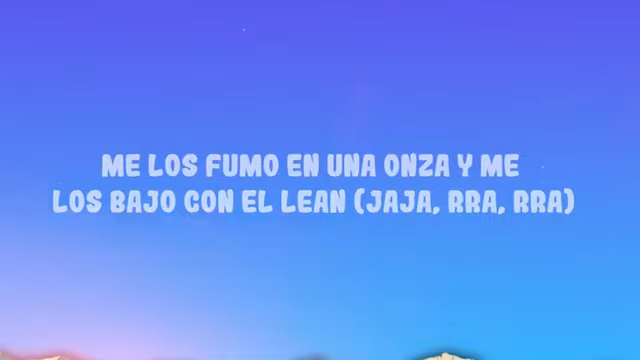 ME LOS FUMO EN UNA ONZA Y ME
LOS BAJO CON EL LEAN (JAJA, RRA, RRA)